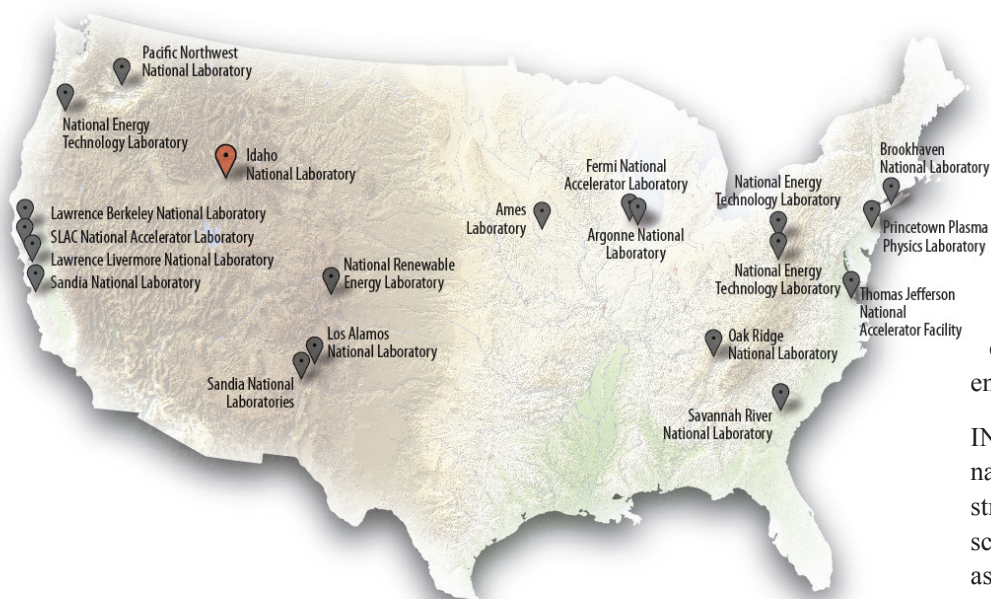 Pacific Northwest
National Laboratory
National Energy
Technology Laboratory
Idaho
National Laboratory
Lawrence Berkeley National Laboratory
SLAC National Accelerator Laboratory
Lawrence Livermore National Laboratory
Sandia National Laboratory
National Renewable
Energy Laboratory
Los Alamos
National Laboratory
Sandia National
Laboratories
Ames
Laboratory
Fermi National
Accelerator Laboratory
Argonne National
Laboratory
National Energy
Technology Laboratory
National Energy
Technology Laboratory
Brookhaven
National Laboratory
Princetown Plasma
Physics Laboratory
Thomas Jefferson
National
Accelerator Facility
Oak Ridge
National Laboratory
Savannah River
National Laboratory
en
IN
na
str
sc
as